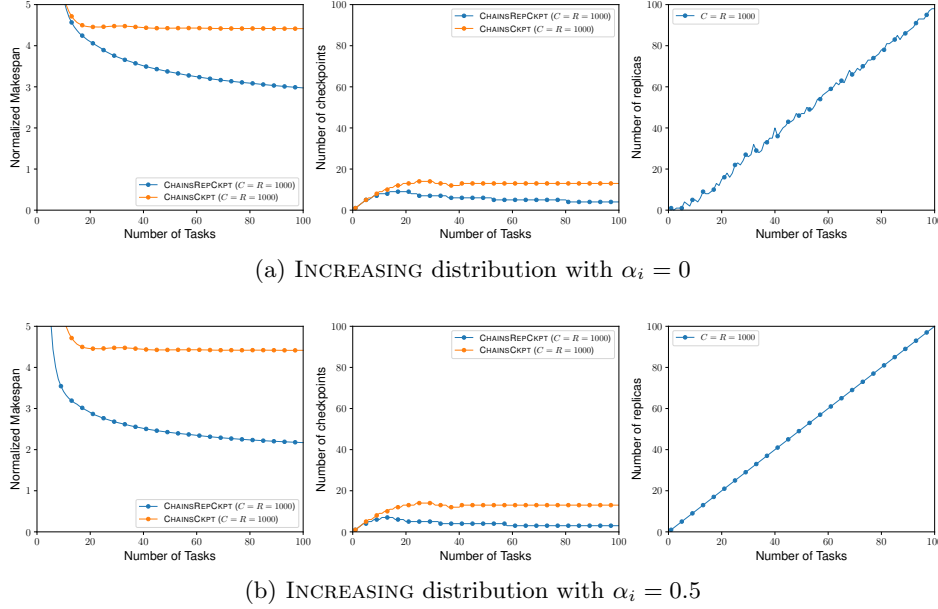 5
4
3
2
1
0
0 20 40 60 80 100
Normalized Makespan
Number of Tasks
CHAINSREPCKPT (C = R = 1000)
CHAINSCKPT (C = R = 1000)
100
80
60
40
20
0
0 20 40 60 80 100
Number of checkpoints
Number of Tasks
CHAINSREPCKPT (C = R = 1000)
CHAINSCKPT (C = R = 1000)
100
80
60
40
20
0
0 20 40 60 80 100
Number of replicas
Number of Tasks
C = R = 1000
(a) INCREASING distribution with αᵢ = 0
5
4
3
2
1
0
0 20 40 60 80 100
Normalized Makespan
Number of Tasks
CHAINSREPCKPT (C = R = 1000)
CHAINSCKPT (C = R = 1000)
100
80
60
40
20
0
0 20 40 60 80 100
Number of checkpoints
Number of Tasks
CHAINSREPCKPT (C = R = 1000)
CHAINSCKPT (C = R = 1000)
100
80
60
40
20
0
0 20 40 60 80 100
Number of replicas
Number of Tasks
C = R = 1000
(b) INCREASING distribution with αᵢ = 0.5